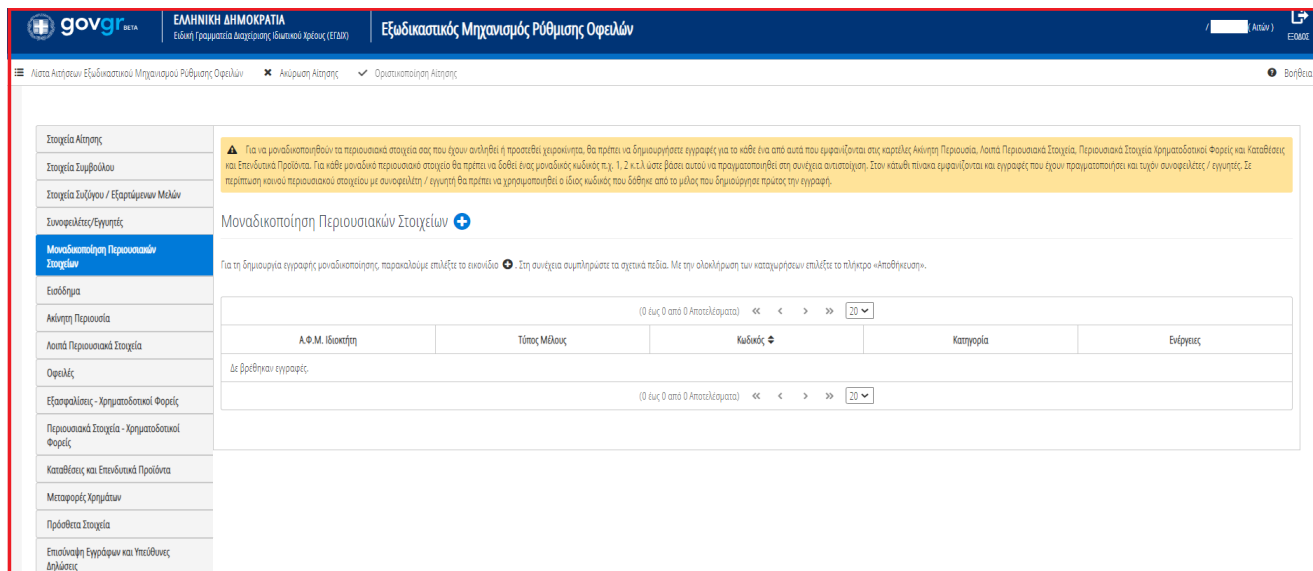 govgr BETA
ΕΛΛΗΝΙΚΗ ΔΗΜΟΚΡΑΤΙΑ
Ειδική Γραμματεία Διαχείρισης Ιδιωτικού Χρέους (ΕΓΔΙΧ)
Εξωδικαστικός Μηχανισμός Ρύθμισης Οφειλών
/ ( Αιτών )
ΕΞΟΔΟΣ
Λίστα Αιτήσεων Εξωδικαστικού Μηχανισμού Ρύθμισης Οφειλών
Ακύρωση Αίτησης
Οριστικοποίηση Αίτησης
Βοήθεια
Στοιχεία Αίτησης
Στοιχεία Συμβούλου
Στοιχεία Συζύγου / Εξαρτώμενων Μελών
Συνοφειλέτες/Εγγυητές
Μοναδικοποίηση Περιουσιακών
Στοιχείων
Εισόδημα
Ακίνητη Περιουσία
Λοιπά Περιουσιακά Στοιχεία
Οφειλές
Εξασφαλίσεις - Χρηματοδοτικοί Φορείς
Περιουσιακά Στοιχεία - Χρηματοδοτικοί
Φορείς
Καταθέσεις και Επενδυτικά Προϊόντα
Μεταφορές Χρημάτων
Πρόσθετα Στοιχεία
Επισύναψη Εγγράφων και Υπεύθυνες
Δηλώσεις
Για να μοναδικοποιηθούν τα περιουσιακά στοιχεία σας που έχουν αντληθεί ή προστεθεί χειροκίνητα, θα πρέπει να δημιουργήσετε εγγραφές για το κάθε ένα από αυτά που εμφανίζονται στις καρτέλες Ακίνητη Περιουσία, Λοιπά Περιουσιακά Στοιχεία, Περιουσιακά Στοιχεία Χρηματοδοτικοί Φορείς και Καταθέσεις
και Επενδυτικά Προϊόντα. Για κάθε μοναδικό περιουσιακό στοιχείο θα πρέπει να δοθεί ένας μοναδικός κωδικός π.χ. 1, 2 κ.τ.λ ώστε βάσει αυτού να πραγματοποιηθεί στη συνέχεια αντιστοίχιση. Στον κάτωθι πίνακα εμφανίζονται και εγγραφές που έχουν πραγματοποιήσει και τυχόν συνοφειλέτες / εγγυητές. Σε
περίπτωση κοινού περιουσιακού στοιχείου με συνοφειλέτη / εγγυητή θα πρέπει να χρησιμοποιηθεί ο ίδιος κωδικός που δόθηκε από το μέλος που δημιούργησε πρώτος την εγγραφή.
Μοναδικοποίηση Περιουσιακών Στοιχείων
Για τη δημιουργία εγγραφής μοναδικοποίησης, παρακαλούμε επιλέξτε το εικονίδιο . Στη συνέχεια συμπληρώστε τα σχετικά πεδία. Με την ολοκλήρωση των καταχωρήσεων επιλέξτε το πλήκτρο «Αποθήκευση».
(0 έως 0 από 0 Αποτελέσματα) « ‹ › » 20
Α.Φ.Μ. Ιδιοκτήτη
Τύπος Μέλους
Κωδικός
Κατηγορία
Ενέργειες
Δε βρέθηκαν εγγραφές.
(0 έως 0 από 0 Αποτελέσματα) « ‹ › » 20